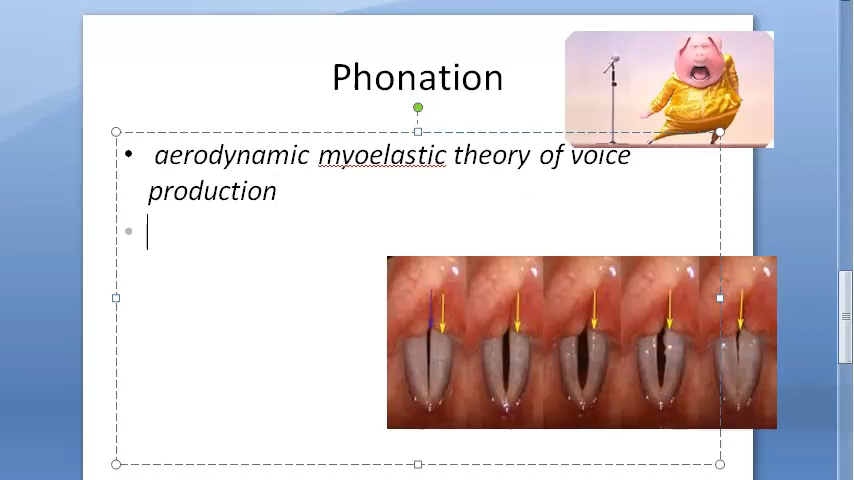 Phonation
• aerodynamic myoelastic theory of voice
production